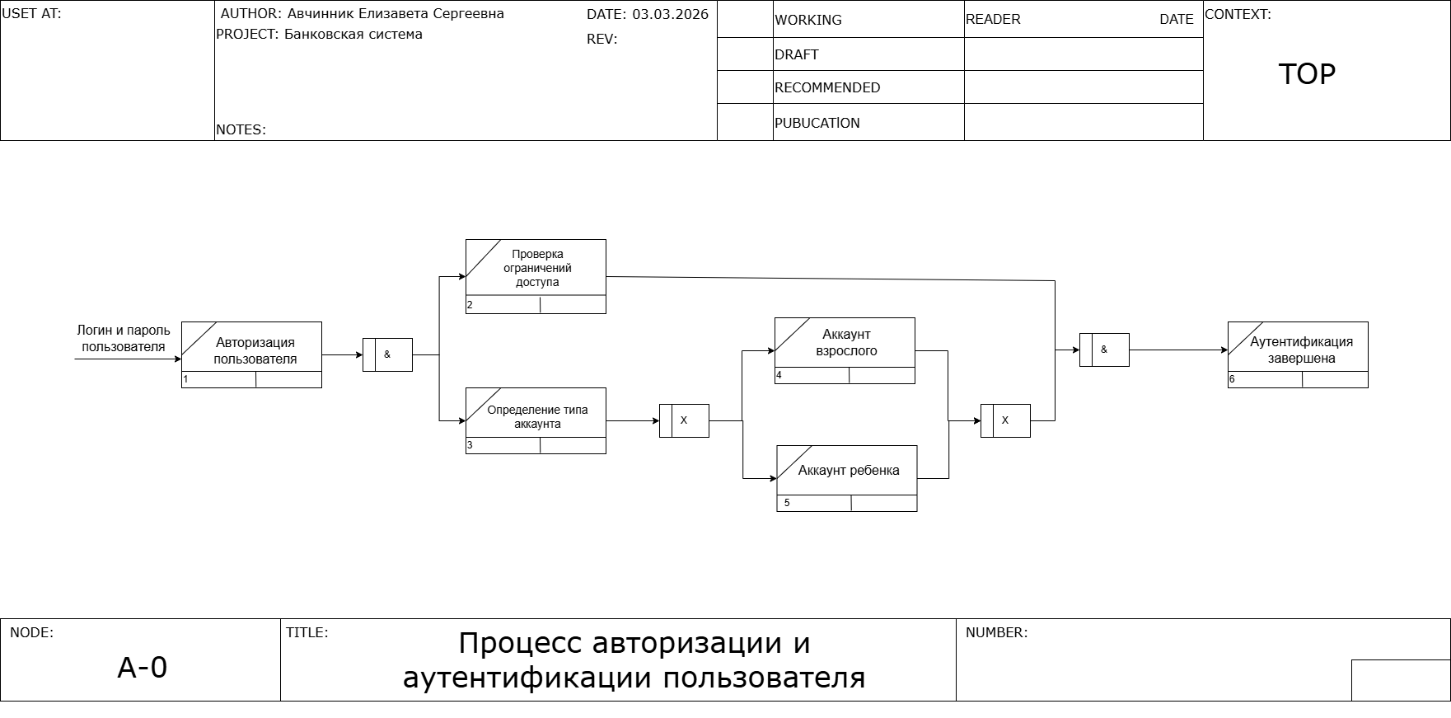 USET AT:
AUTHOR: Авчинник Елизавета Сергеевна
PROJECT: Банковская система
NOTES:
DATE: 03.03.2026
REV:
WORKING
DRAFT
RECOMMENDED
PUBUCATION
READER DATE
CONTEXT:
TOP
Логин и пароль
пользователя
Авторизация
пользователя
1
&
Проверка
ограничений
доступа
2
Определение типа
аккаунта
3
X
Аккаунт
взрослого
4
Аккаунт ребенка
5
X
&
Аутентификация
завершена
6
NODE:
A-0
TITLE:
Процесс авторизации и
аутентификации пользователя
NUMBER: